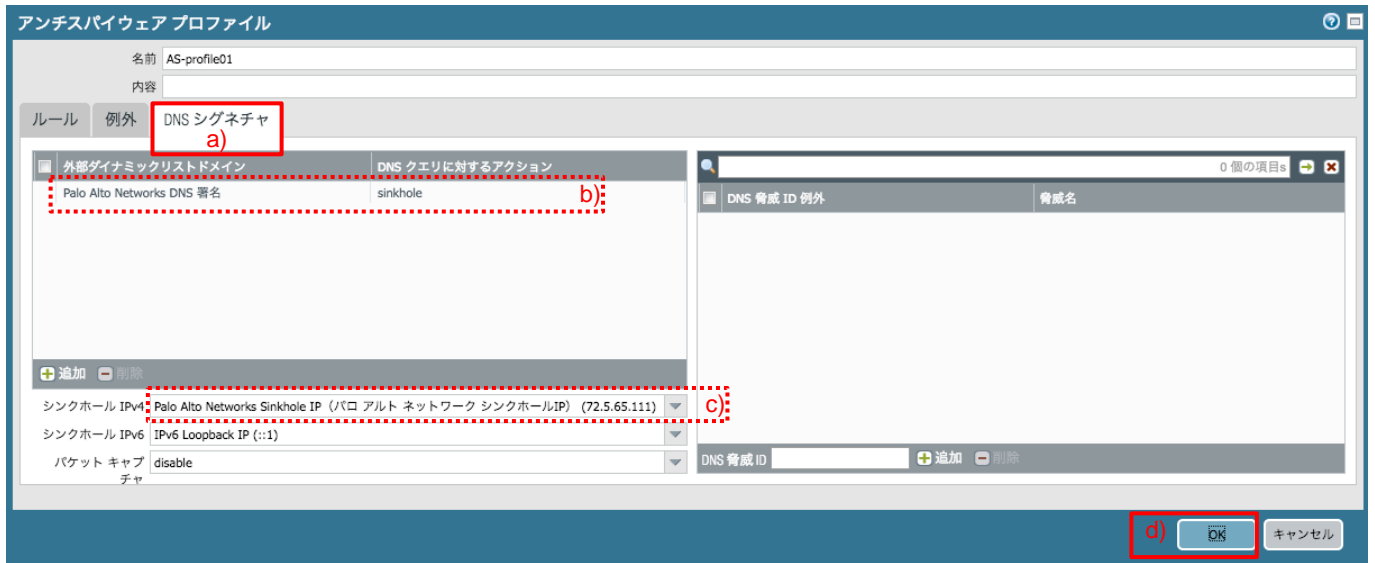 アンチスパイウェア プロファイル
名前 AS-profile01
内容
ルール 例外 DNS シグネチャ
a)
外部ダイナミックリストドメイン DNS クエリに対するアクション
Palo Alto Networks DNS 署名 sinkhole b)
0 個の項目s
DNS 脅威 ID 例外 脅威名
追加 削除
シンクホール IPv4 Palo Alto Networks Sinkhole IP（パロ アルト ネットワーク シンクホールIP） (72.5.65.111) c)
シンクホール IPv6 IPv6 Loopback IP (::1)
パケット キャプ disable
チャ
DNS 脅威 ID 追加 削除
d) OK キャンセル